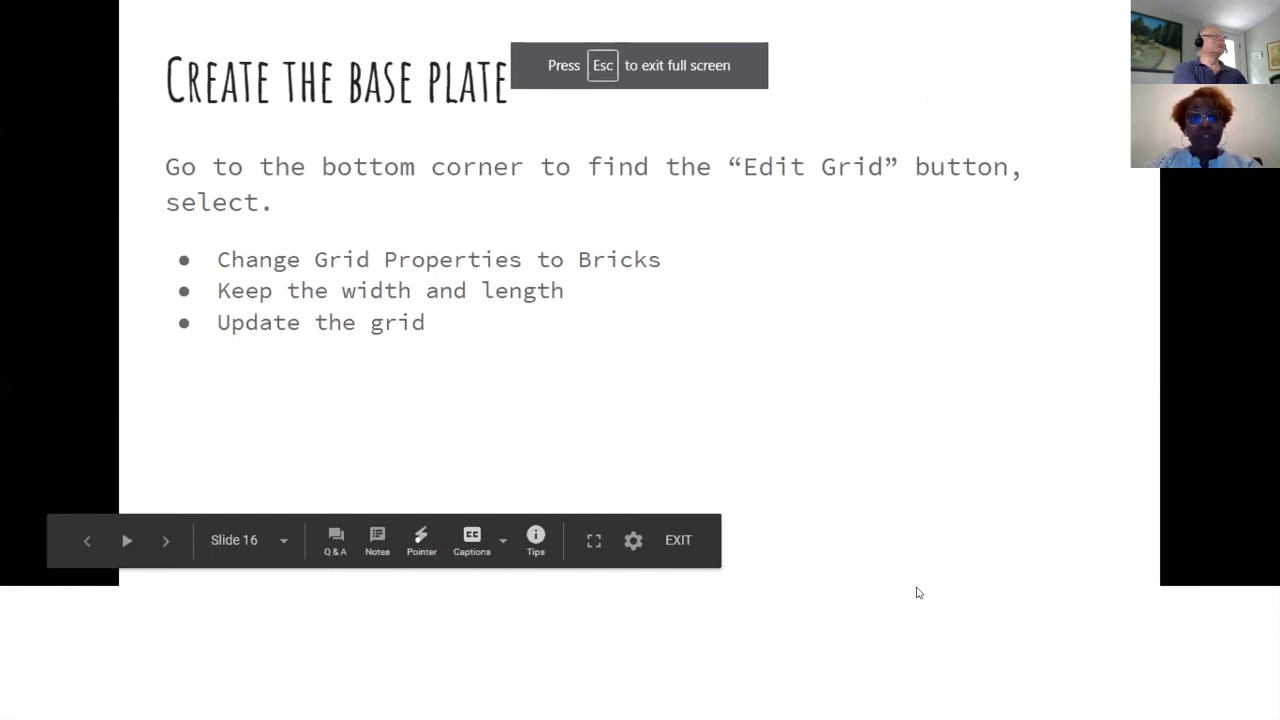 Create the base plate
Press Esc to exit full screen
Go to the bottom corner to find the “Edit Grid” button,
select.
● Change Grid Properties to Bricks
● Keep the width and length
● Update the grid
Slide 16
Q & A
Notes
Pointer
CC
Captions
Tips
EXIT